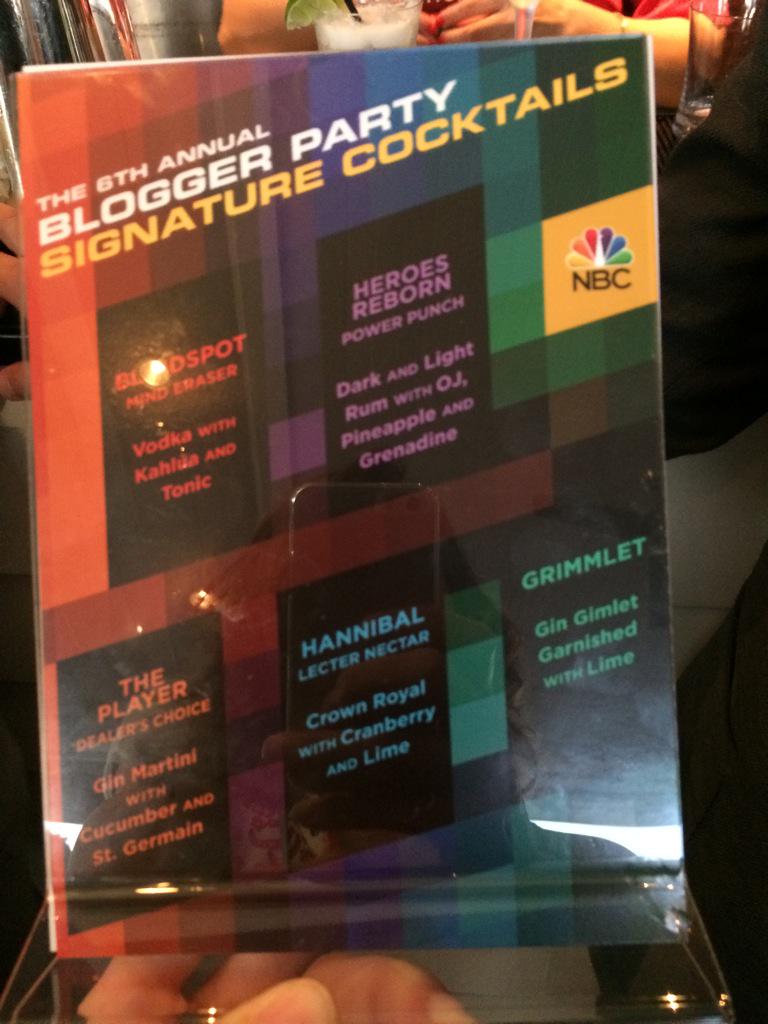 THE 6TH ANNUAL
BLOGGER PARTY
SIGNATURE COCKTAILS
NBC
BLINDSPOT
MIND ERASER
Vodka with
Kahlúa and
Tonic
HEROES
REBORN
POWER PUNCH
Dark and Light
Rum with OJ,
Pineapple and
Grenadine
THE
PLAYER
DEALER'S CHOICE
Gin Martini
with
Cucumber and
St. Germain
HANNIBAL
LECTER NECTAR
Crown Royal
with Cranberry
and Lime
GRIMMLET
Gin Gimlet
Garnished
with Lime